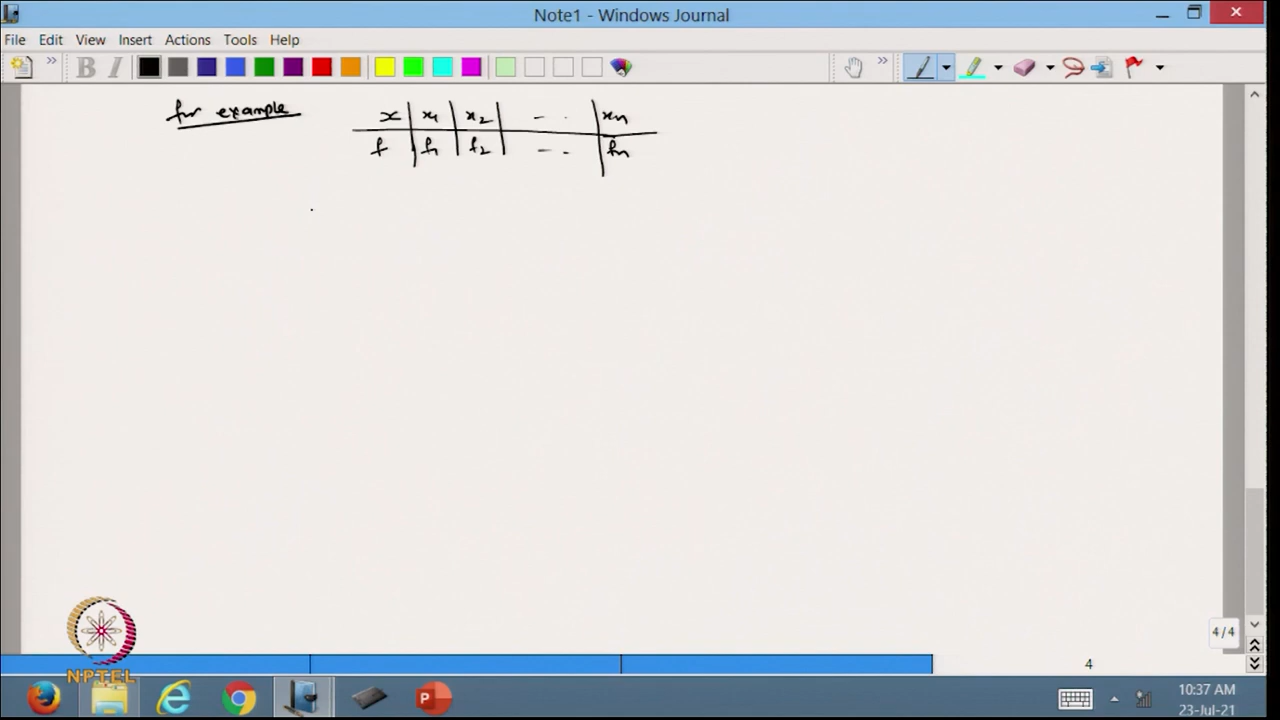 Note1 - Windows Journal
File Edit View Insert Actions Tools Help
B I
for example
x x1 x2 - . . xn
f f1 f2 - . . fn
4 / 4
4
NPTEL
10:37 AM
23-Jul-21